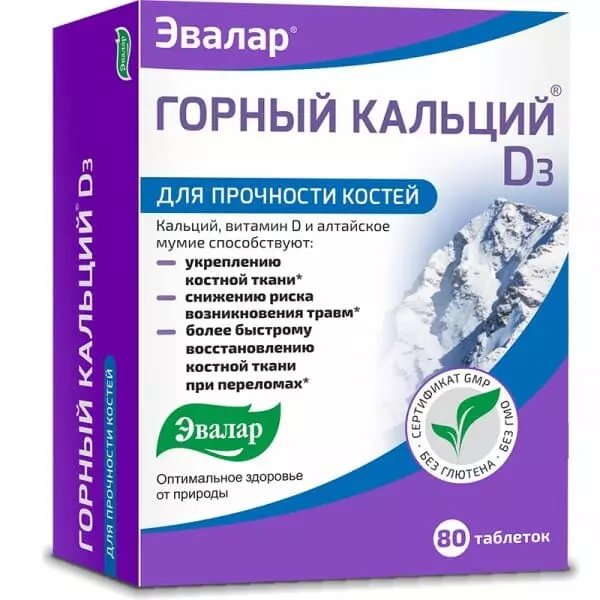 Эвалар®
ГОРНЫЙ КАЛЬЦИЙ®
D3
ДЛЯ ПРОЧНОСТИ КОСТЕЙ
Кальций, витамин D и алтайское
мумие способствуют:
– укреплению
костной ткани*
– снижению риска
возникновения травм*
– более быстрому
восстановлению
костной ткани
при переломах*
Эвалар
Оптимальное здоровье
от природы
СЕРТИФИКАТ GMP
БЕЗ ГЛЮТЕНА · БЕЗ ГМО
80 таблеток
Эвалар
ГОРНЫЙ КАЛЬЦИЙ® D3
ДЛЯ ПРОЧНОСТИ КОСТЕЙ